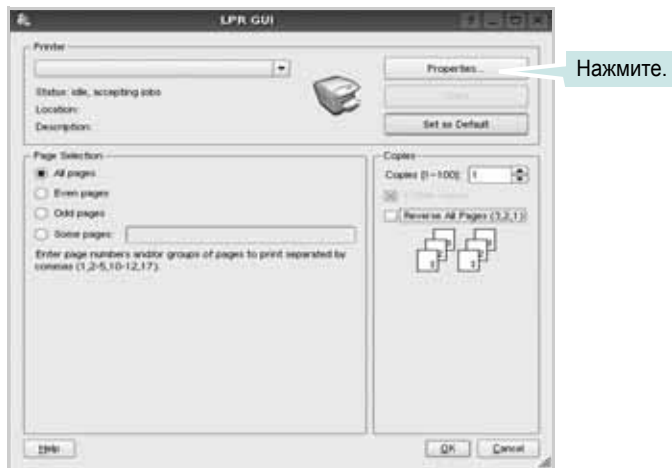 LPR GUI
Printer
Properties...
Нажмите.
Status: idle, accepting jobs
Location:
Description:
Set as Default
Page Selection
All pages
Even pages
Odd pages
Some pages:
Enter page numbers and/or groups of pages to print separated by
commas (1,2-5,10-12,17).
Copies
Copies [1~100]: 1
Reverse All Pages (3,2,1)
Help
OK
Cancel